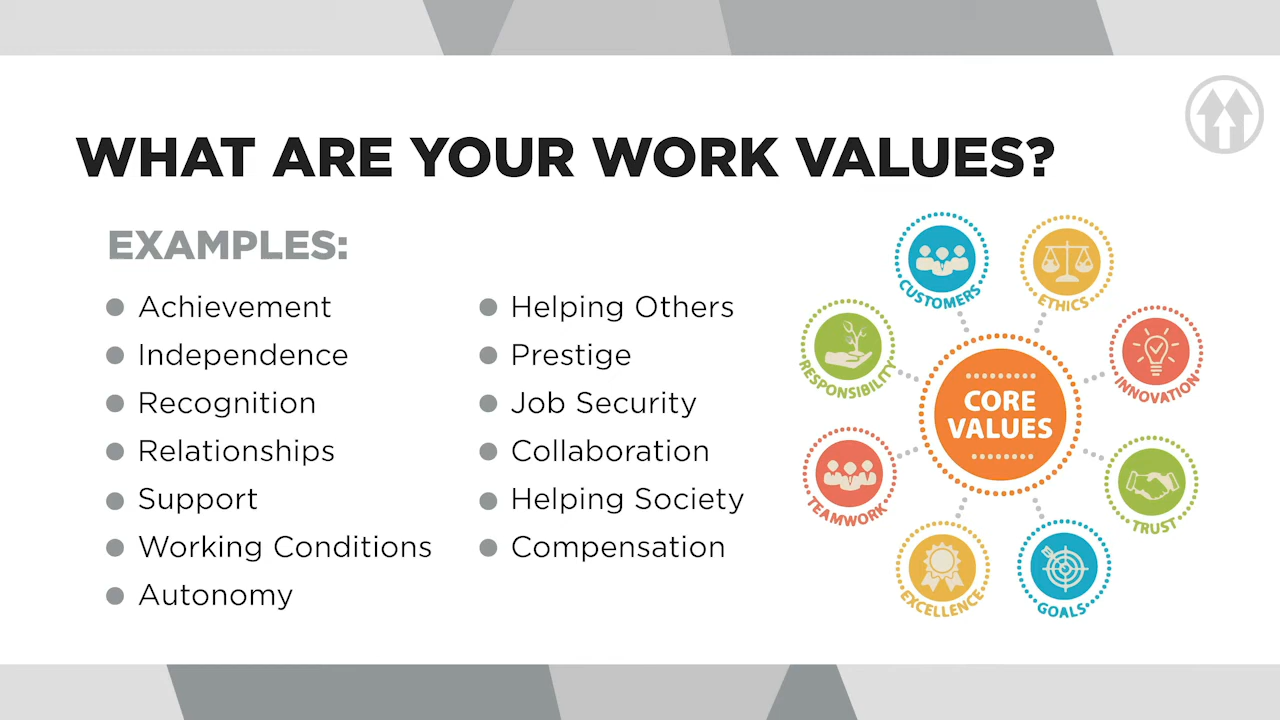 WHAT ARE YOUR WORK VALUES?
EXAMPLES:
Achievement
Independence
Recognition
Relationships
Support
Working Conditions
Autonomy
Helping Others
Prestige
Job Security
Collaboration
Helping Society
Compensation
CUSTOMERS
ETHICS
RESPONSIBILITY
INNOVATION
CORE
VALUES
TEAMWORK
TRUST
EXCELLENCE
GOALS